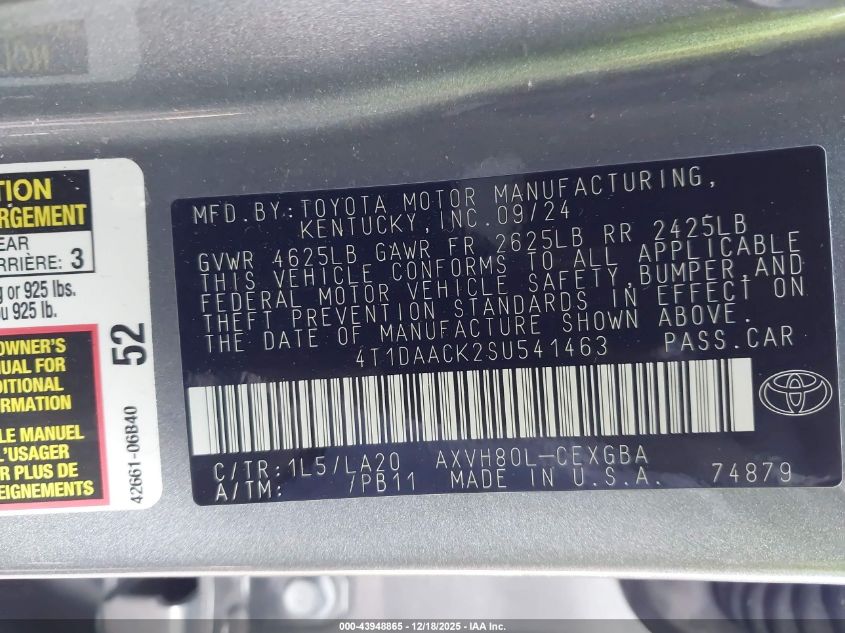 TION
RGEMENT
EAR
RRIÈRE: 3
g or 925 lbs.
u 925 lb.
OWNER'S
UAL FOR
DITIONAL
RMATION
LE MANUEL
L'USAGER
R PLUS DE
EIGNEMENTS
52
42661-06B40
MFD. BY: TOYOTA MOTOR MANUFACTURING,
KENTUCKY, INC. 09/24
GVWR 4625LB GAWR FR 2625LB RR 2425LB
THIS VEHICLE CONFORMS TO ALL APPLICABLE
FEDERAL MOTOR VEHICLE SAFETY, BUMPER, AND
THEFT PREVENTION STANDARDS IN EFFECT ON
THE DATE OF MANUFACTURE SHOWN ABOVE.
4T1DAACK2SU541463 PASS. CAR
C/TR: 1L5/LA20 AXVH80L-CEXGBA
A/TM: /PB11 MADE IN U.S.A. 74879
000-43948865 - 12/18/2025 - IAA Inc.